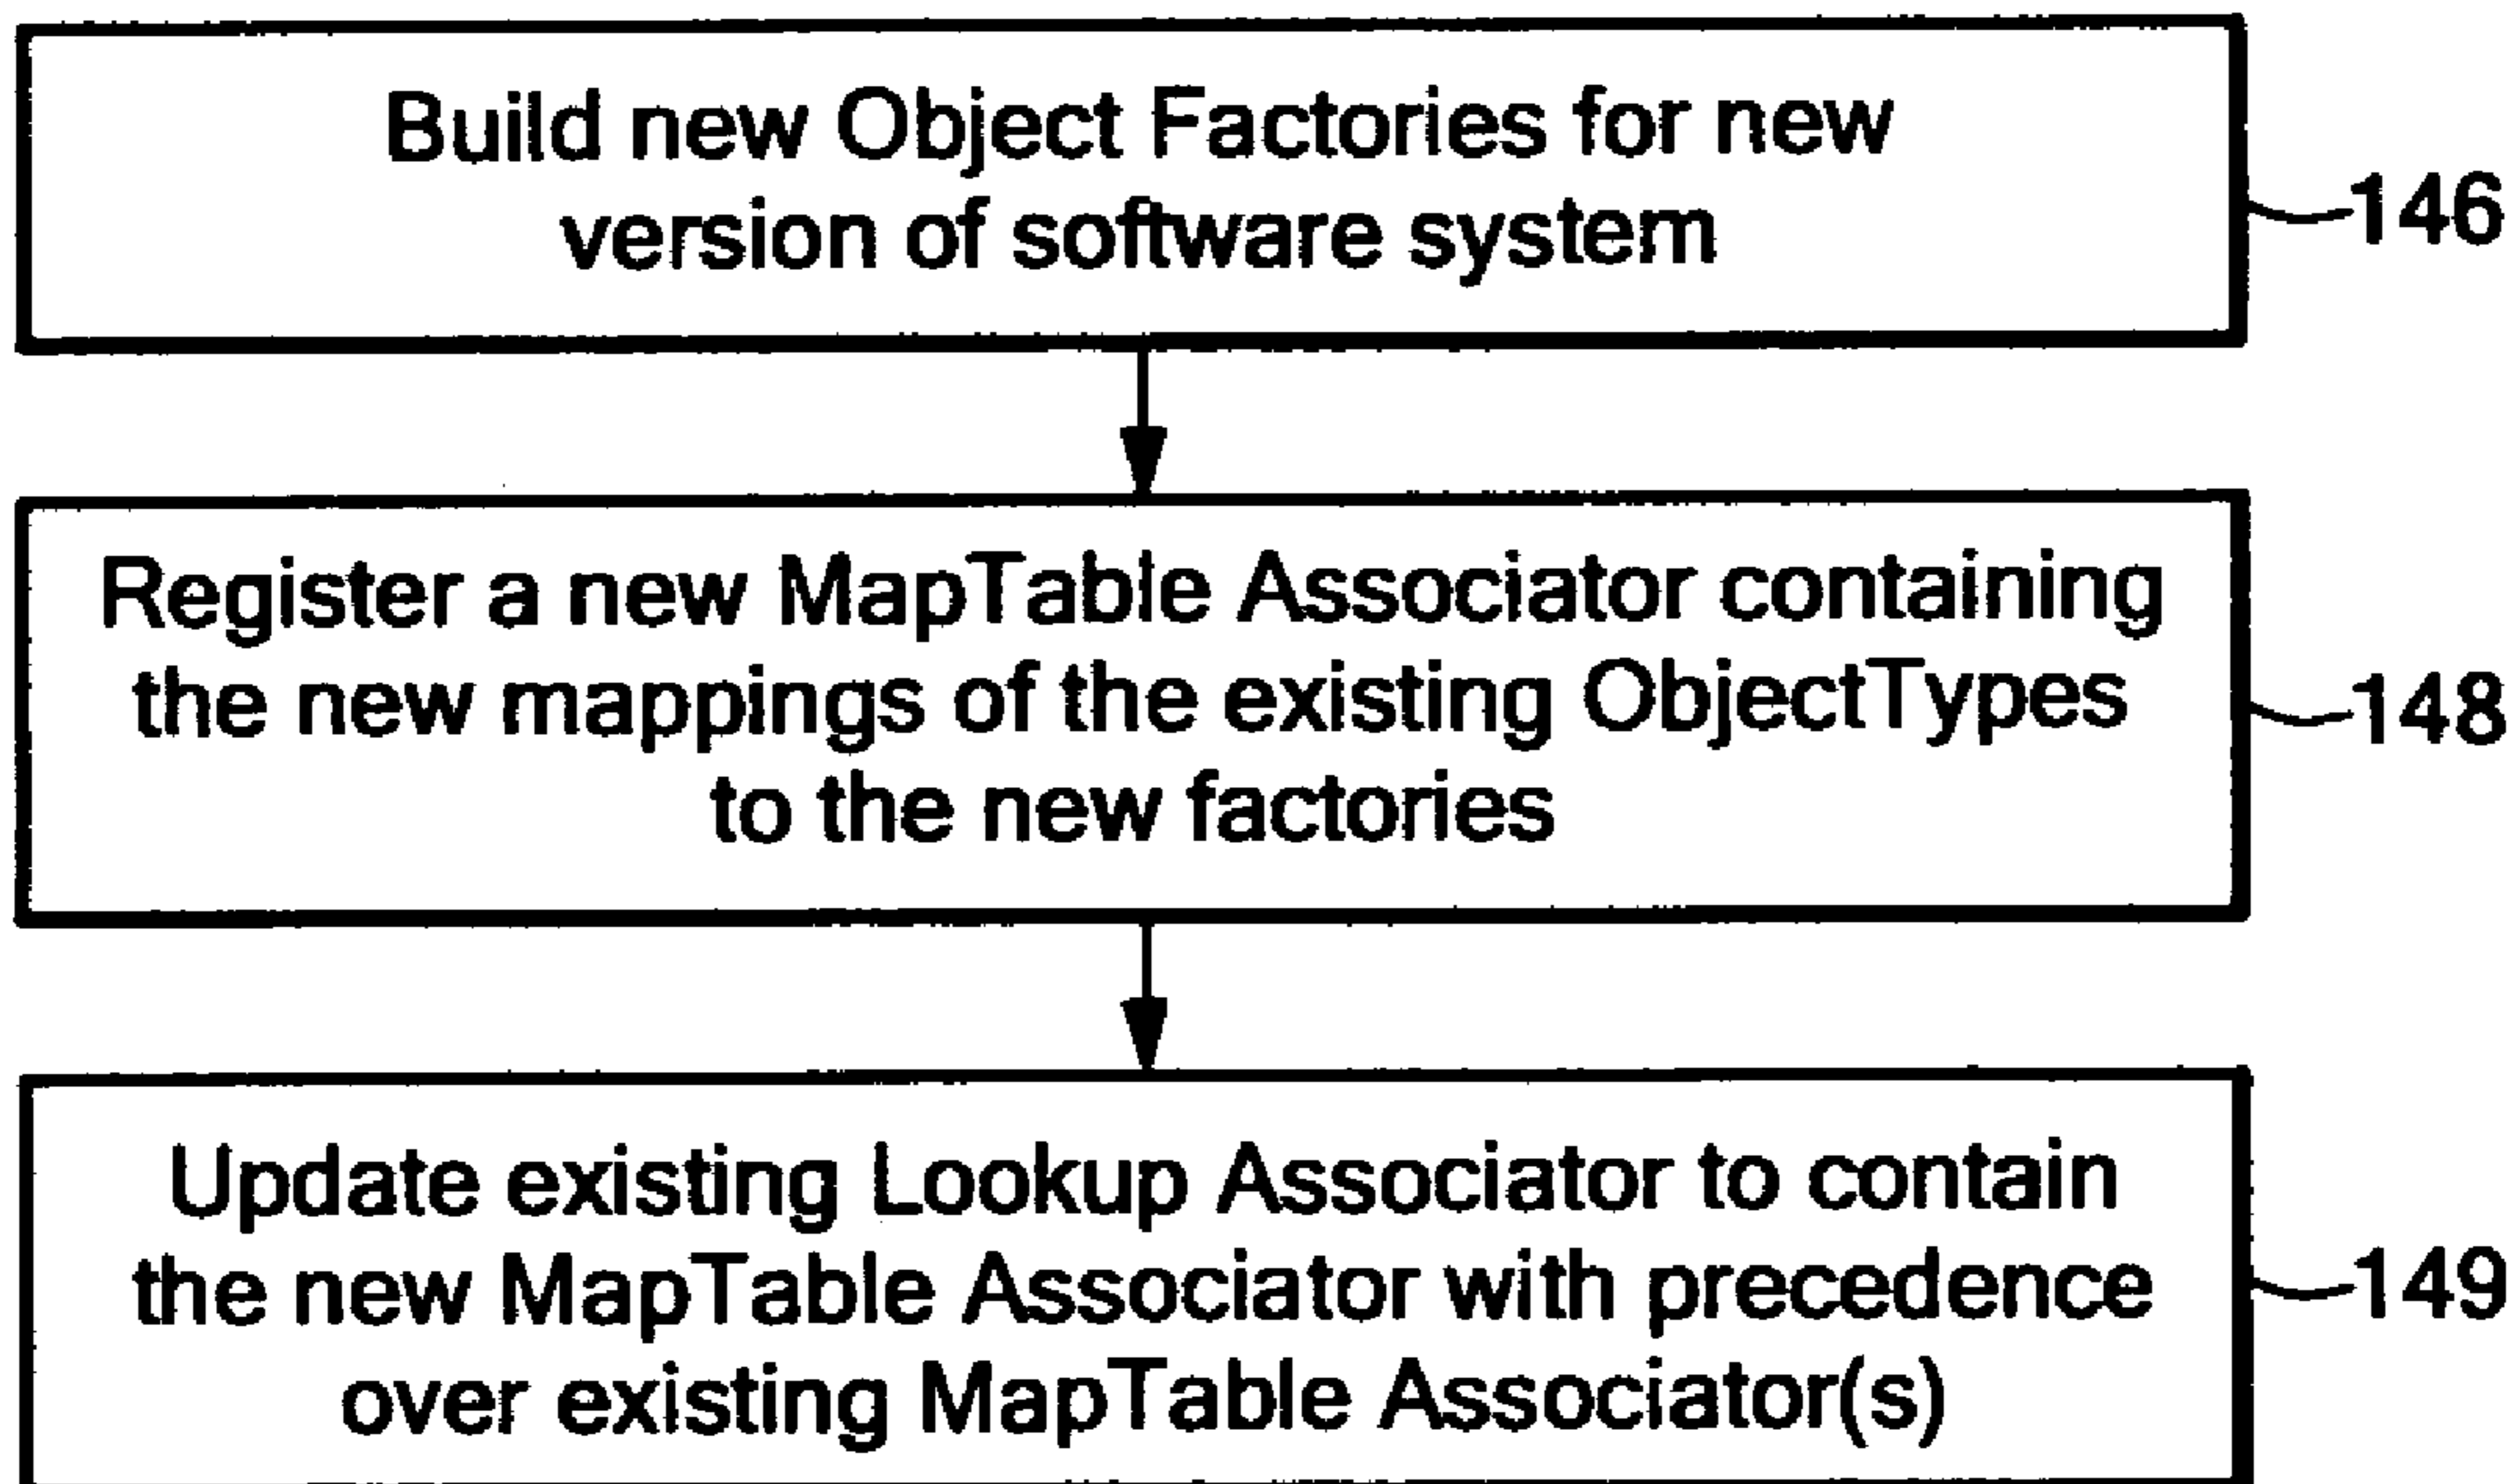 Build new Object Factories for new
version of software system
146
Register a new MapTable Associator containing
the new mappings of the existing ObjectTypes
to the new factories
148
Update existing Lookup Associator to contain
the new MapTable Associator with precedence
over existing MapTable Associator(s)
149